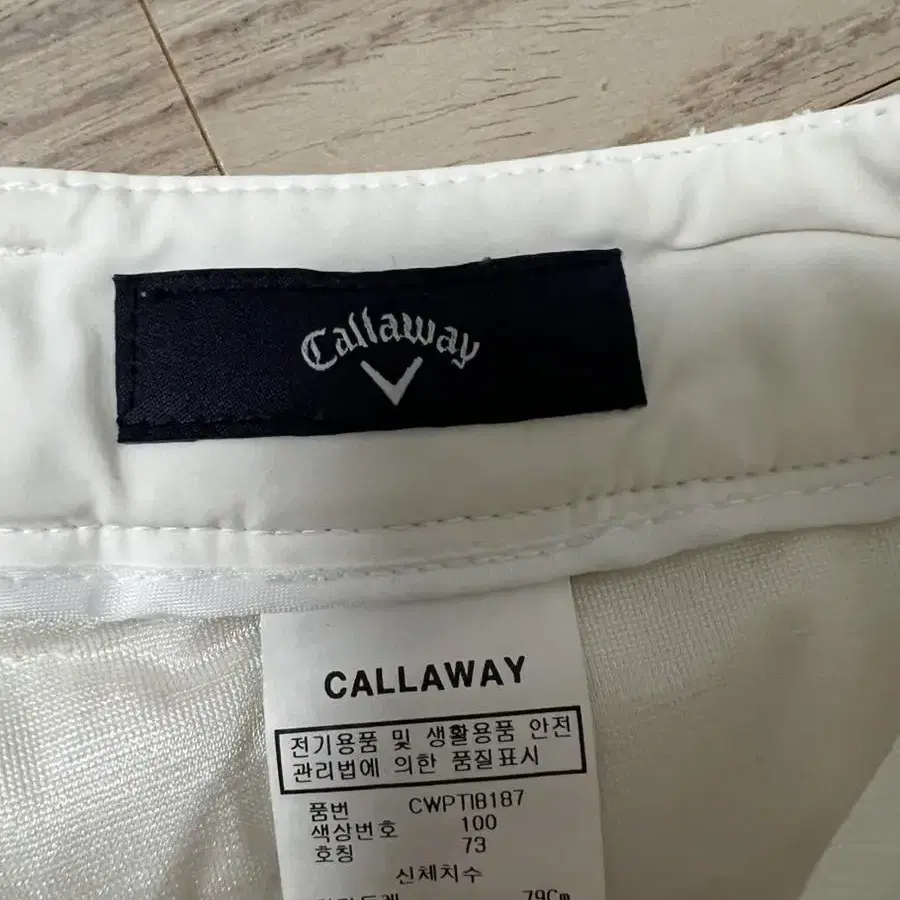 Callaway
CALLAWAY
전기용품 및 생활용품 안전
관리법에 의한 품질표시
품번 CWPTI8187
색상번호 100
호칭 73
신체치수
79Cm